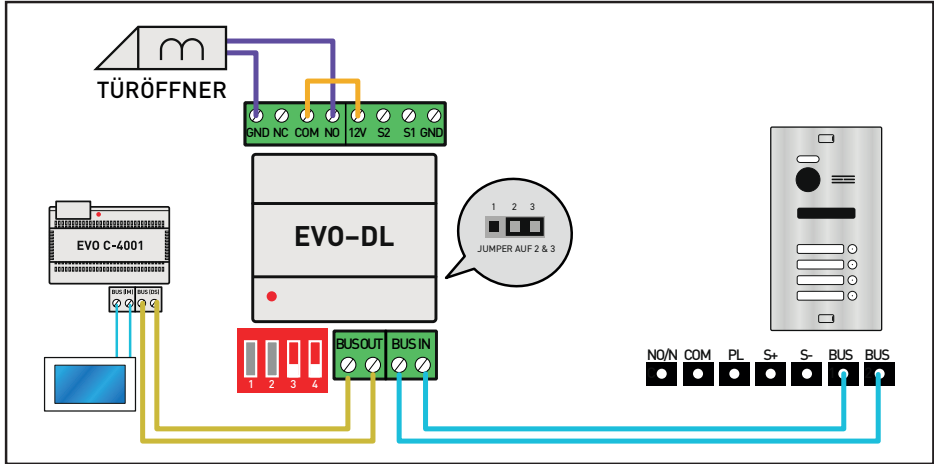 TÜRÖFFNER
GND NC COM NO 12V S2 S1 GND
EVO-DL
1 2 3
JUMPER AUF 2 & 3
EVO C-4001
BUS(IM) BUS(DS)
1 2 3 4
BUS OUT BUS IN
NO/N COM PL S+ S- BUS BUS